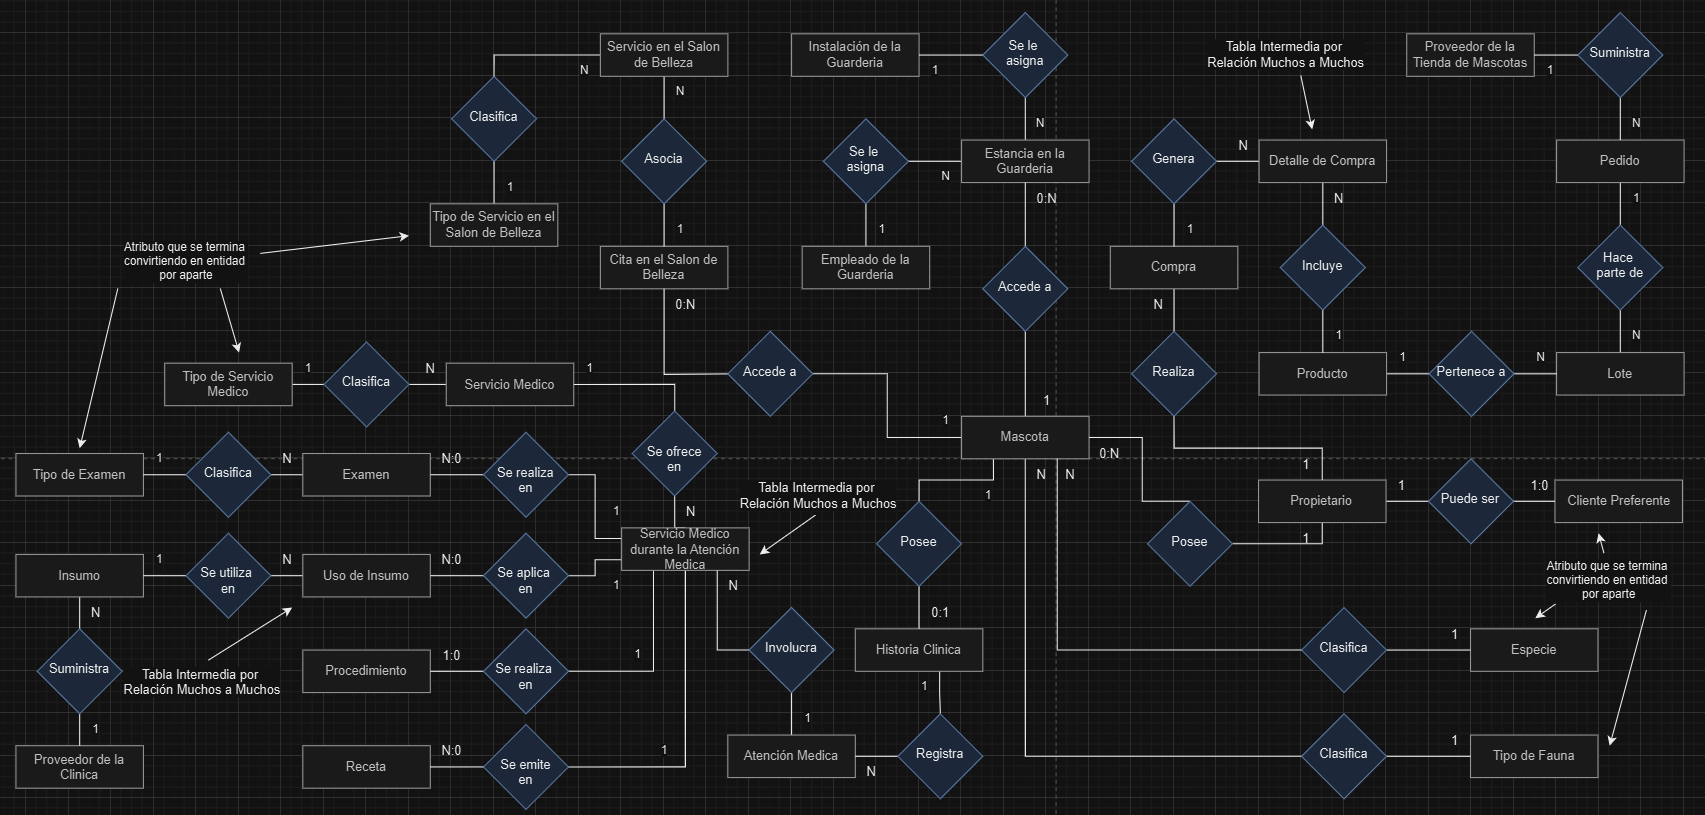 Servicio en el Salon
de Belleza
N
Clasifica
N
Asocia
1
Tipo de Servicio en el
Salon de Belleza
1
Cita en el Salon de
Belleza
0:N
Atributo que se termina
convirtiendo en entidad
por aparte
Instalación de la
Guarderia
1
Se le
asigna
N
Se le
asigna
N
Estancia en la
Guarderia
0:N
1
Empleado de la
Guarderia
Accede a
1
Tabla Intermedia por
Relación Muchos a Muchos
Proveedor de la
Tienda de Mascotas
1
Suministra
N
Genera
N
Detalle de Compra
N
Pedido
1
1
Compra
N
Incluye
1
Hace
parte de
N
Realiza
Producto
1
Pertenece a
N
Lote
Tipo de Servicio
Medico
1
Clasifica
N
Servicio Medico
1
Accede a
1
Mascota
0:N
N
N
1
Tipo de Examen
1
Clasifica
N
Examen
N:0
Se realiza
en
1
Se ofrece
en
N
Tabla Intermedia por
Relación Muchos a Muchos
1
Propietario
1
Puede ser
1:0
Cliente Preferente
1
Posee
Posee
0:1
Servicio Medico
durante la Atención
Medica
Insumo
1
Se utiliza
en
N
Uso de Insumo
N:0
Se aplica
en
1
N
N
Suministra
1
Tabla Intermedia por
Relación Muchos a Muchos
Procedimiento
1:0
Se realiza
en
1
Involucra
1
Historia Clinica
1
Atributo que se termina
convirtiendo en entidad
por aparte
Clasifica
1
Especie
Proveedor de la
Clinica
Receta
N:0
Se emite
en
1
Atención Medica
N
Registra
Clasifica
1
Tipo de Fauna